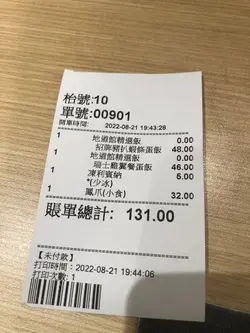 枱號:10
單號:00901
開單時間: 2022-08-21 19:43:28
1 地道館精選飯 0.00
招牌豬扒蝦條蛋飯 48.00
1 地道館精選飯 0.00
瑞士雞翼餐蛋飯 46.00
1 凍利賓納 5.00
*(少冰)
1 鳳爪(小食) 32.00
賬單總計: 131.00
【未付款】
打印時間：2022-08-21 19:44:06
打印次數: 1